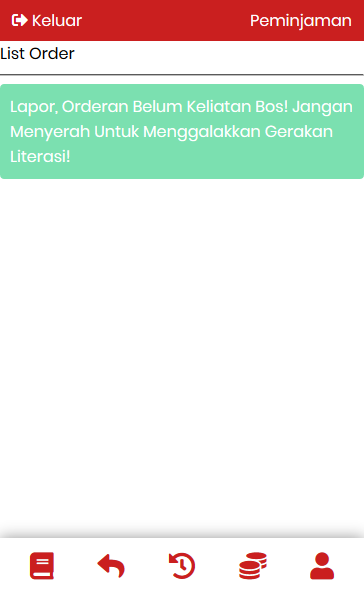 Keluar Peminjaman
List Order
Lapor, Orderan Belum Keliatan Bos! Jangan
Menyerah Untuk Menggalakkan Gerakan
Literasi!